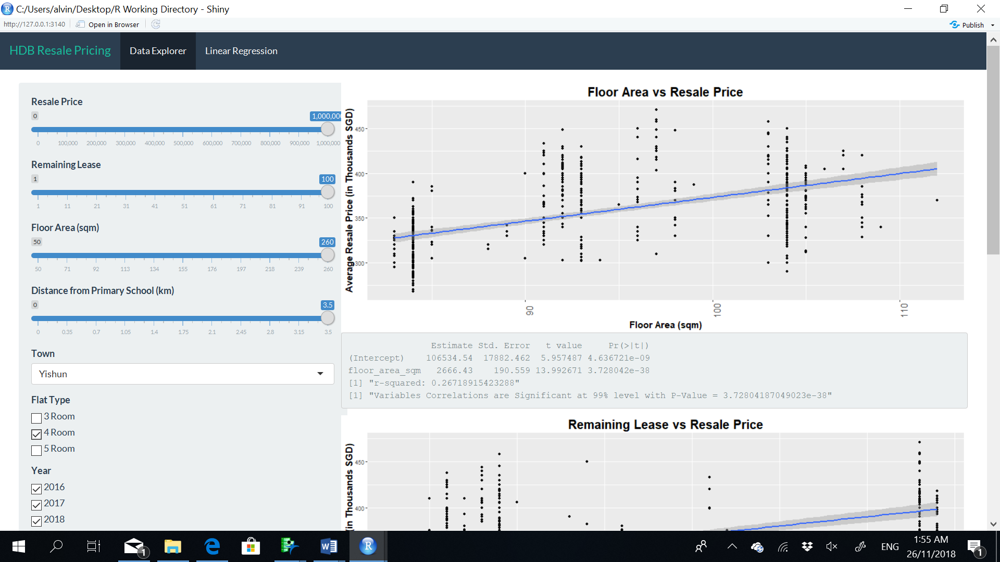 C:/Users/alvin/Desktop/R Working Directory - Shiny
http://127.0.0.1:3140 Open in Browser Publish
HDB Resale Pricing Data Explorer Linear Regression
Resale Price
0 1,000,000
0 100,000 200,000 300,000 400,000 500,000 600,000 700,000 800,000 900,000 1,000,000
Remaining Lease
1 100
1 11 21 31 41 51 61 71 81 91 100
Floor Area (sqm)
50 260
50 71 92 113 134 155 176 197 218 239 260
Distance from Primary School (km)
0 3.5
0 0.35 0.7 1.05 1.4 1.75 2.1 2.45 2.8 3.15 3.5
Town
Yishun
Flat Type
3 Room
4 Room
5 Room
Year
2016
2017
2018
Floor Area vs Resale Price
Average Resale Price (in Thousands SGD)
450
400
350
300
90 100 110
Floor Area (sqm)
Estimate Std. Error t value Pr(>|t|)
(Intercept) 106534.54 17882.462 5.957487 4.636721e-09
floor_area_sqm 2666.43 190.559 13.992671 3.728042e-38
[1] "r-squared: 0.26718915423288"
[1] "Variables Correlations are Significant at 99% level with P-Value = 3.72804187049023e-38"
Remaining Lease vs Resale Price
(in Thousands SGD)
450
400
1 ENG 1:55 AM
26/11/2018 1